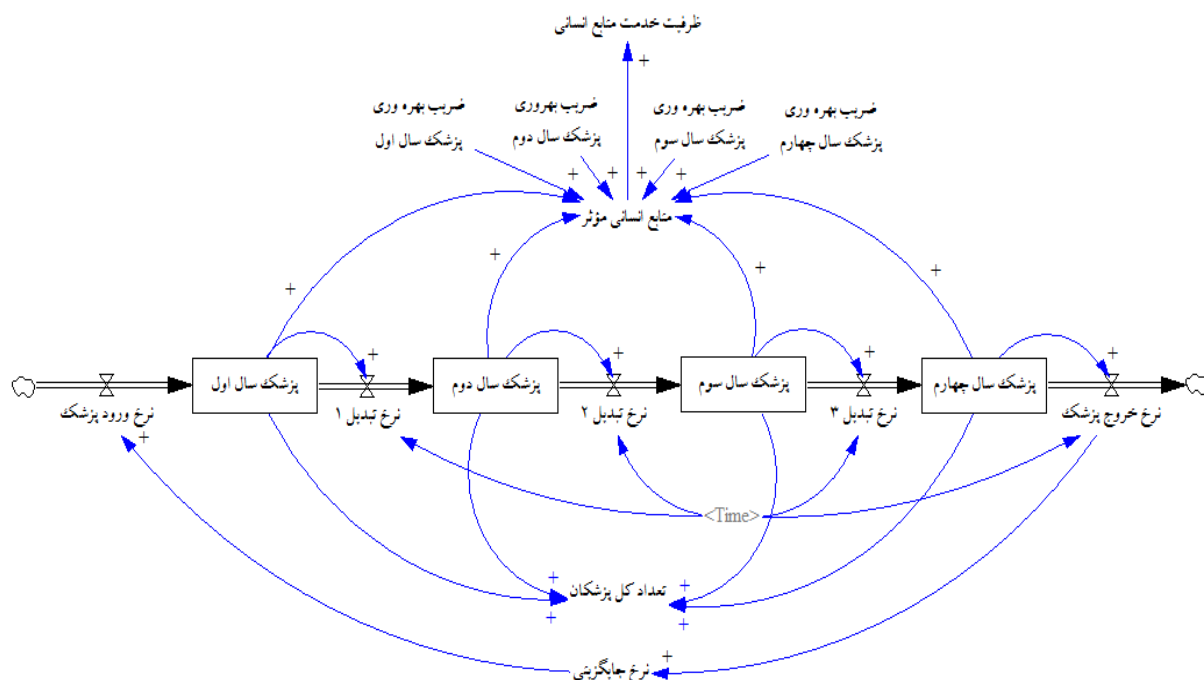 ظرفیت خدمت منابع انسانی
+
ضریب بهره وری
پزشک سال چهارم
ضریب بهره وری
پزشک سال سوم
ضریب بهروری
پزشک سال دوم
ضریب بهره وری
پزشک سال اول
+ + + +
منابع انسانی مؤثر
+ + + +
+ + + +
پزشک سال اول
پزشک سال دوم
پزشک سال سوم
پزشک سال چهارم
نرخ ورود پزشک
نرخ تبدیل ۱
نرخ تبدیل ۲
نرخ تبدیل ۳
نرخ خروج پزشک
+
<Time>
+ +
تعداد کل پزشکان
+ +
+
نرخ جایگزینی